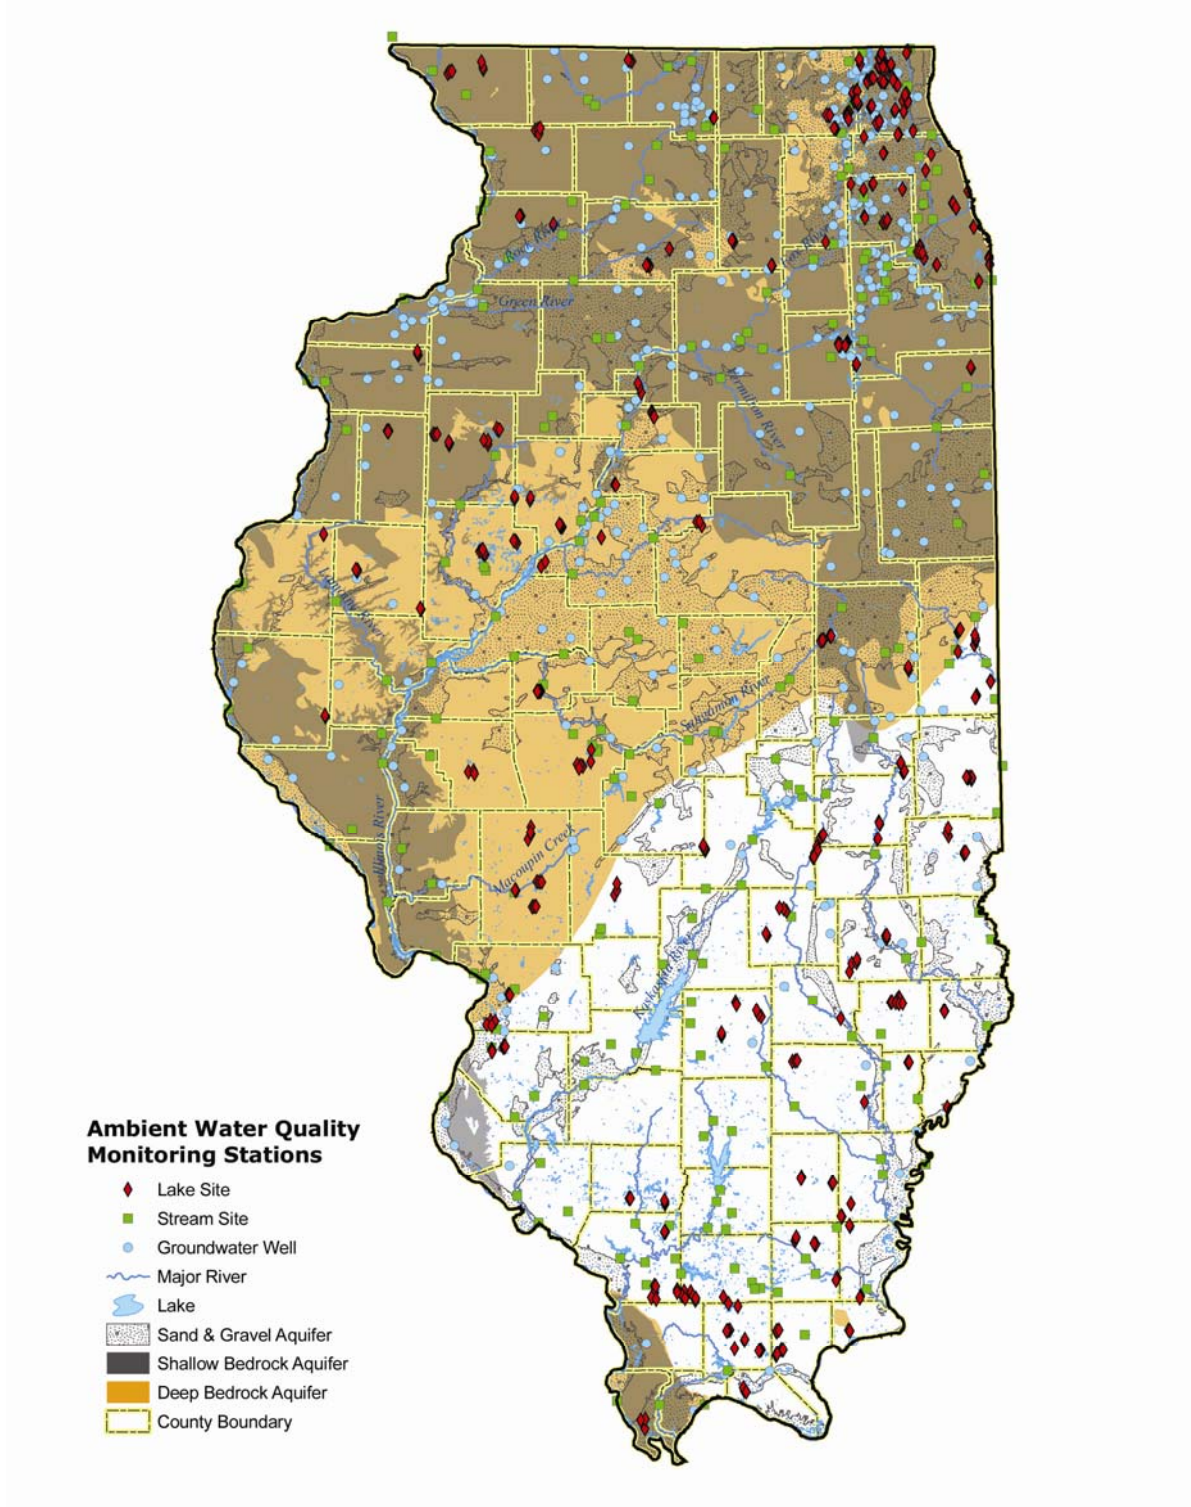 Rock River
Fox River
Green River
Vermilion River
Sangamon River
Illinois River
Macoupin Creek
Kaskaskia River
Ambient Water Quality
Monitoring Stations
Lake Site
Stream Site
Groundwater Well
Major River
Lake
Sand & Gravel Aquifer
Shallow Bedrock Aquifer
Deep Bedrock Aquifer
County Boundary